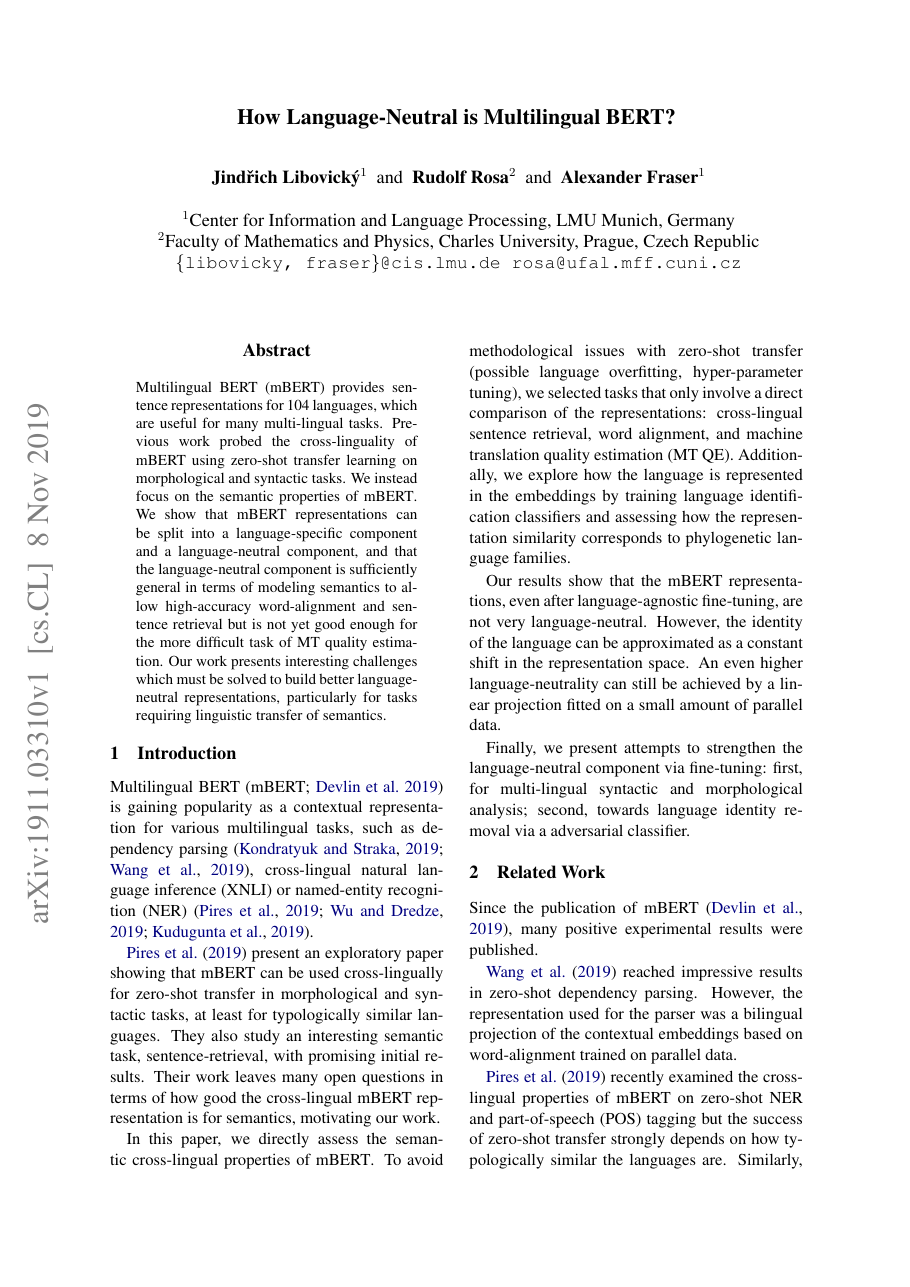 How Language-Neutral is Multilingual BERT?
Jindřich Libovický1 and Rudolf Rosa2 and Alexander Fraser1
1Center for Information and Language Processing, LMU Munich, Germany
2Faculty of Mathematics and Physics, Charles University, Prague, Czech Republic
{libovicky, fraser}@cis.lmu.de rosa@ufal.mff.cuni.cz
arXiv:1911.03310v1 [cs.CL] 8 Nov 2019
Abstract
Multilingual BERT (mBERT) provides sen-
tence representations for 104 languages, which
are useful for many multi-lingual tasks. Pre-
vious work probed the cross-linguality of
mBERT using zero-shot transfer learning on
morphological and syntactic tasks. We instead
focus on the semantic properties of mBERT.
We show that mBERT representations can
be split into a language-specific component
and a language-neutral component, and that
the language-neutral component is sufficiently
general in terms of modeling semantics to al-
low high-accuracy word-alignment and sen-
tence retrieval but is not yet good enough for
the more difficult task of MT quality estima-
tion. Our work presents interesting challenges
which must be solved to build better language-
neutral representations, particularly for tasks
requiring linguistic transfer of semantics.
1 Introduction
Multilingual BERT (mBERT; Devlin et al. 2019)
is gaining popularity as a contextual representa-
tion for various multilingual tasks, such as de-
pendency parsing (Kondratyuk and Straka, 2019;
Wang et al., 2019), cross-lingual natural lan-
guage inference (XNLI) or named-entity recogni-
tion (NER) (Pires et al., 2019; Wu and Dredze,
2019; Kudugunta et al., 2019).
Pires et al. (2019) present an exploratory paper
showing that mBERT can be used cross-lingually
for zero-shot transfer in morphological and syn-
tactic tasks, at least for typologically similar lan-
guages. They also study an interesting semantic
task, sentence-retrieval, with promising initial re-
sults. Their work leaves many open questions in
terms of how good the cross-lingual mBERT rep-
resentation is for semantics, motivating our work.
In this paper, we directly assess the seman-
tic cross-lingual properties of mBERT. To avoid
methodological issues with zero-shot transfer
(possible language overfitting, hyper-parameter
tuning), we selected tasks that only involve a direct
comparison of the representations: cross-lingual
sentence retrieval, word alignment, and machine
translation quality estimation (MT QE). Addition-
ally, we explore how the language is represented
in the embeddings by training language identifi-
cation classifiers and assessing how the represen-
tation similarity corresponds to phylogenetic lan-
guage families.
Our results show that the mBERT representa-
tions, even after language-agnostic fine-tuning, are
not very language-neutral. However, the identity
of the language can be approximated as a constant
shift in the representation space. An even higher
language-neutrality can still be achieved by a lin-
ear projection fitted on a small amount of parallel
data.
Finally, we present attempts to strengthen the
language-neutral component via fine-tuning: first,
for multi-lingual syntactic and morphological
analysis; second, towards language identity re-
moval via a adversarial classifier.
2 Related Work
Since the publication of mBERT (Devlin et al.,
2019), many positive experimental results were
published.
Wang et al. (2019) reached impressive results
in zero-shot dependency parsing. However, the
representation used for the parser was a bilingual
projection of the contextual embeddings based on
word-alignment trained on parallel data.
Pires et al. (2019) recently examined the cross-
lingual properties of mBERT on zero-shot NER
and part-of-speech (POS) tagging but the success
of zero-shot transfer strongly depends on how ty-
pologically similar the languages are. Similarly,